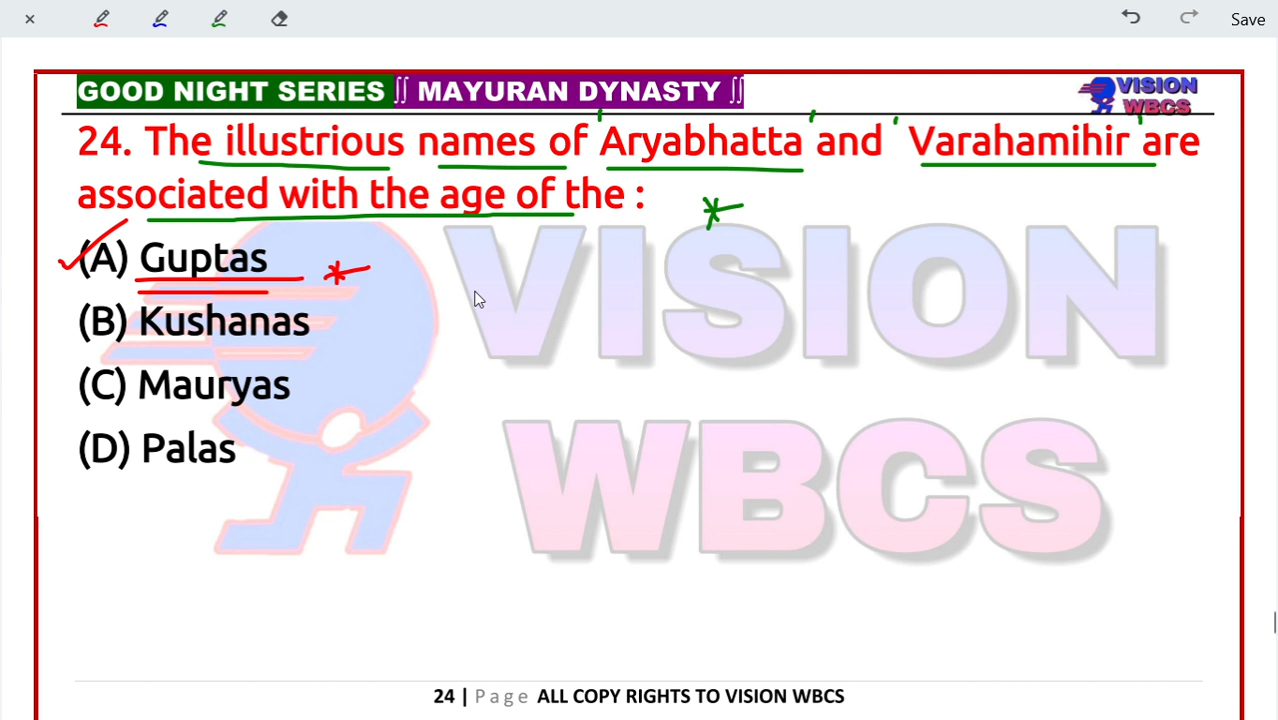 Save
GOOD NIGHT SERIES ∬ MAYURAN DYNASTY ∬
VISION
WBCS
24. The illustrious names of 'Aryabhatta' and 'Varahamihir' are
associated with the age of the :
(A) Guptas
(B) Kushanas
(C) Mauryas
(D) Palas
VISION
WBCS
24 | Page ALL COPY RIGHTS TO VISION WBCS